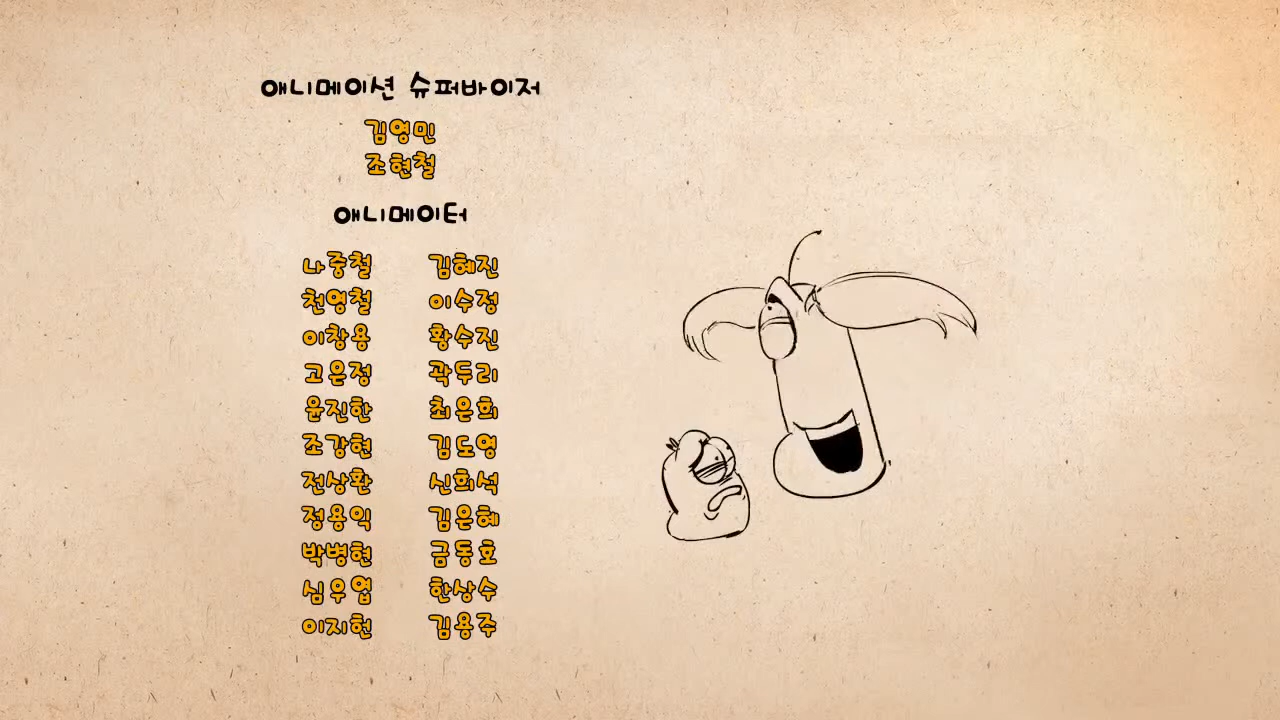 애니메이션 슈퍼바이저
김영민
조현철
애니메이터
나중철 김혜진
천영철 이수정
이창용 황수진
고은정 곽두리
윤진한 최은희
조강현 김도영
전상환 신희석
정용익 김은혜
박병현 금동호
심우엽 한상수
이지헌 김용주